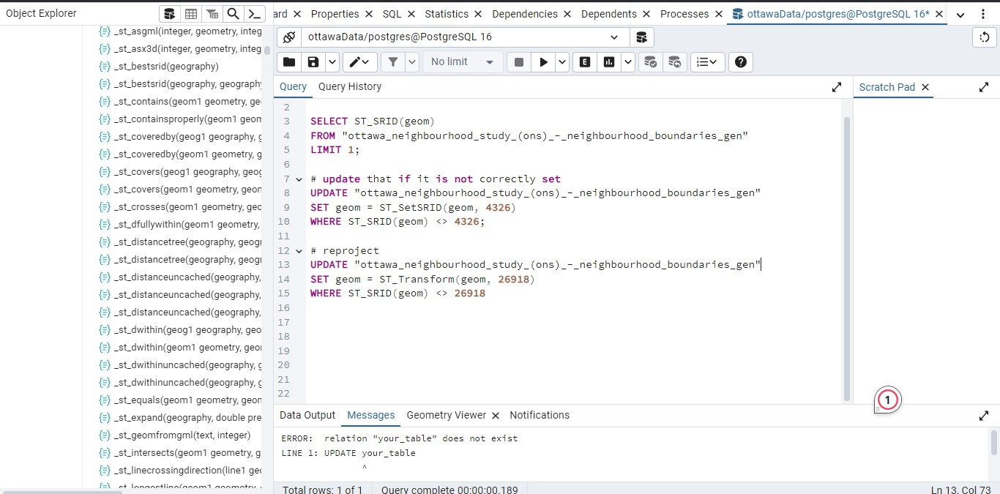 Object Explorer
ard
Properties
SQL
Statistics
Dependencies
Dependents
Processes
ottawaData/postgres@PostgreSQL 16*
_st_asgml(integer, geometry, integ
_st_asx3d(integer, geometry, integ
_st_bestsrid(geography)
_st_bestsrid(geography, geography
_st_contains(geom1 geometry, ge
_st_containsproperly(geom1 geom
_st_coveredby(geog1 geography, g
_st_coveredby(geom1 geometry, g
_st_covers(geog1 geography, geog
_st_covers(geom1 geometry, geon
_st_crosses(geom1 geometry, geo
_st_dfullywithin(geom1 geometry,
_st_distancetree(geography, geogr
_st_distancetree(geography, geogr
_st_distanceuncached(geography,
_st_distanceuncached(geography,
_st_distanceuncached(geography,
_st_dwithin(geog1 geography, geo
_st_dwithin(geom1 geometry, geor
_st_dwithinuncached(geography, g
_st_dwithinuncached(geography, g
_st_equals(geom1 geometry, geon
_st_expand(geography, double pre
_st_geomfromgml(text, integer)
_st_intersects(geom1 geometry, g
_st_linecrossingdirection(line1 geo
_st_longestline(geom1 geometry,
ottawaData/postgres@PostgreSQL 16
No limit
E
Query
Query History
Scratch Pad
2
3 SELECT ST_SRID(geom)
4 FROM "ottawa_neighbourhood_study_(ons)_-_neighbourhood_boundaries_gen"
5 LIMIT 1;
6
7 # update that if it is not correctly set
8 UPDATE "ottawa_neighbourhood_study_(ons)_-_neighbourhood_boundaries_gen"
9 SET geom = ST_SetSRID(geom, 4326)
10 WHERE ST_SRID(geom) <> 4326;
11
12 # reproject
13 UPDATE "ottawa_neighbourhood_study_(ons)_-_neighbourhood_boundaries_gen"
14 SET geom = ST_Transform(geom, 26918)
15 WHERE ST_SRID(geom) <> 26918
16
17
18
19
20
21
22
1
Data Output
Messages
Geometry Viewer
Notifications
ERROR: relation "your_table" does not exist
LINE 1: UPDATE your_table
^
Total rows: 1 of 1
Query complete 00:00:00.189
Ln 13, Col 73